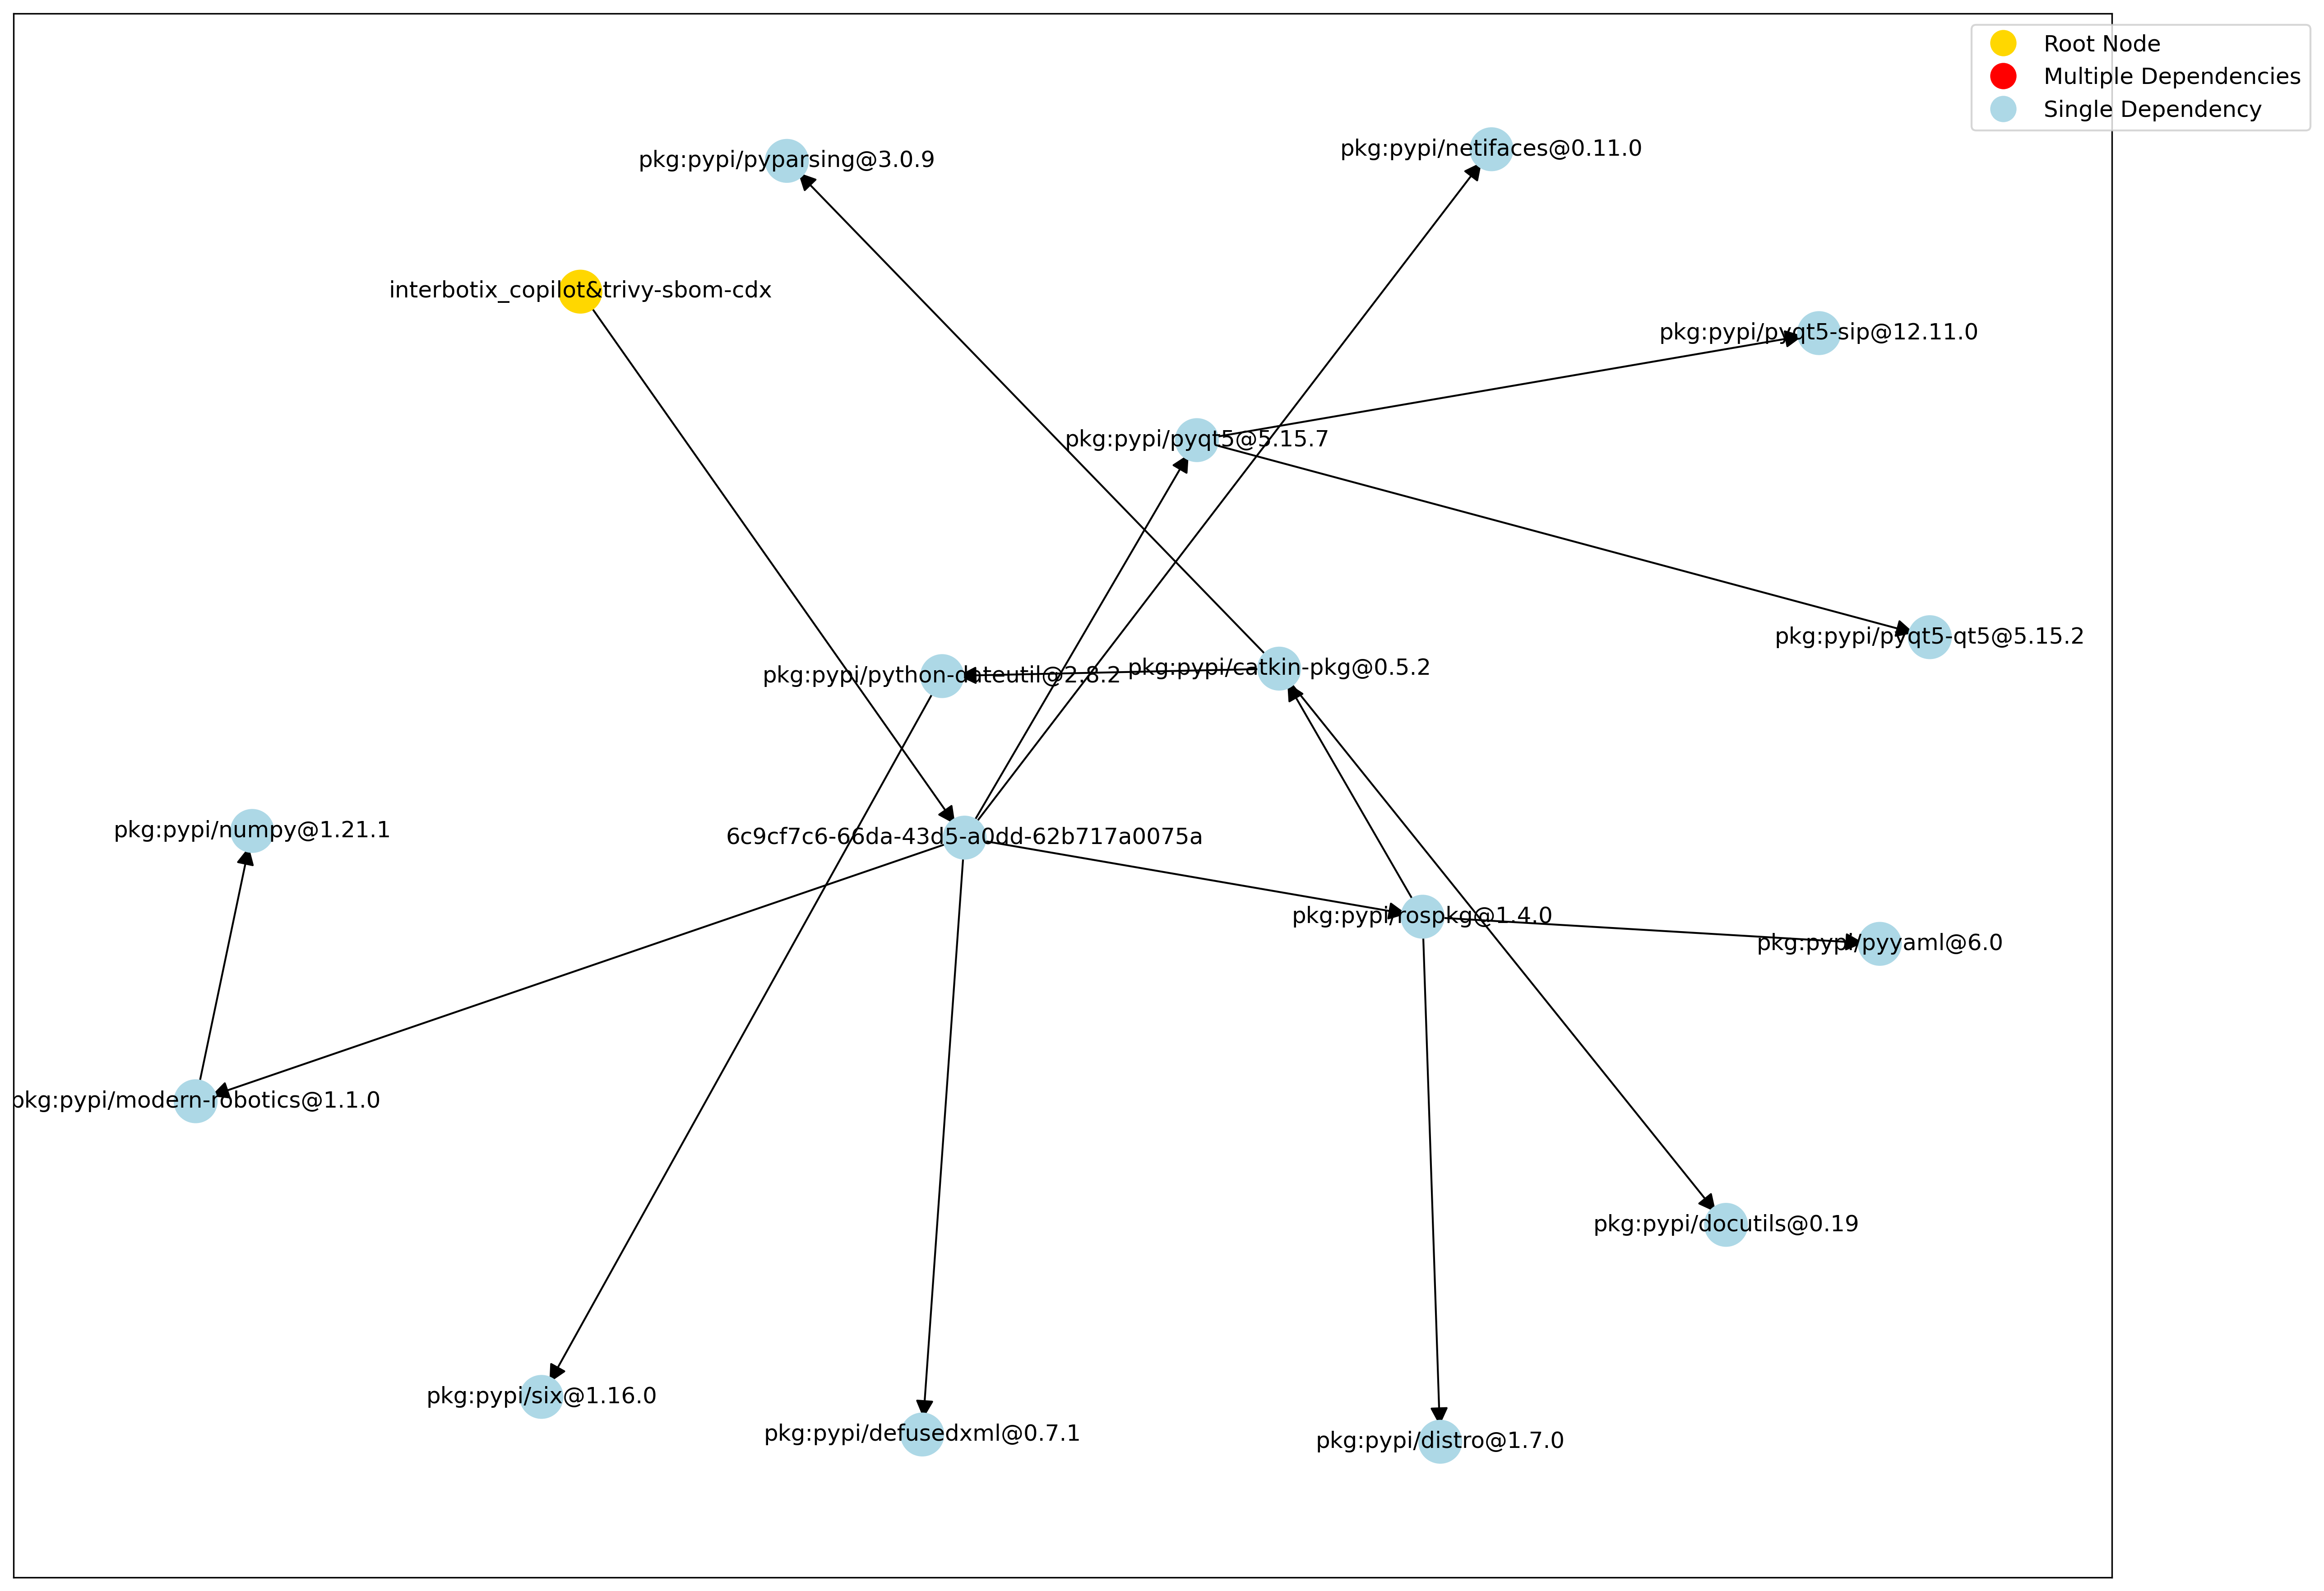 Root Node
Multiple Dependencies
Single Dependency
pkg:pypi/pyparsing@3.0.9
pkg:pypi/netifaces@0.11.0
interbotix_copilot&trivy-sbom-cdx
pkg:pypi/pyqt5-sip@12.11.0
pkg:pypi/pyqt5@5.15.7
pkg:pypi/pyqt5-qt5@5.15.2
pkg:pypi/python-dateutil@2.8.2
pkg:pypi/catkin-pkg@0.5.2
pkg:pypi/numpy@1.21.1
6c9cf7c6-66da-43d5-a0dd-62b717a0075a
pkg:pypi/rospkg@1.4.0
pkg:pypi/pyyaml@6.0
pkg:pypi/modern-robotics@1.1.0
pkg:pypi/docutils@0.19
pkg:pypi/six@1.16.0
pkg:pypi/defusedxml@0.7.1
pkg:pypi/distro@1.7.0